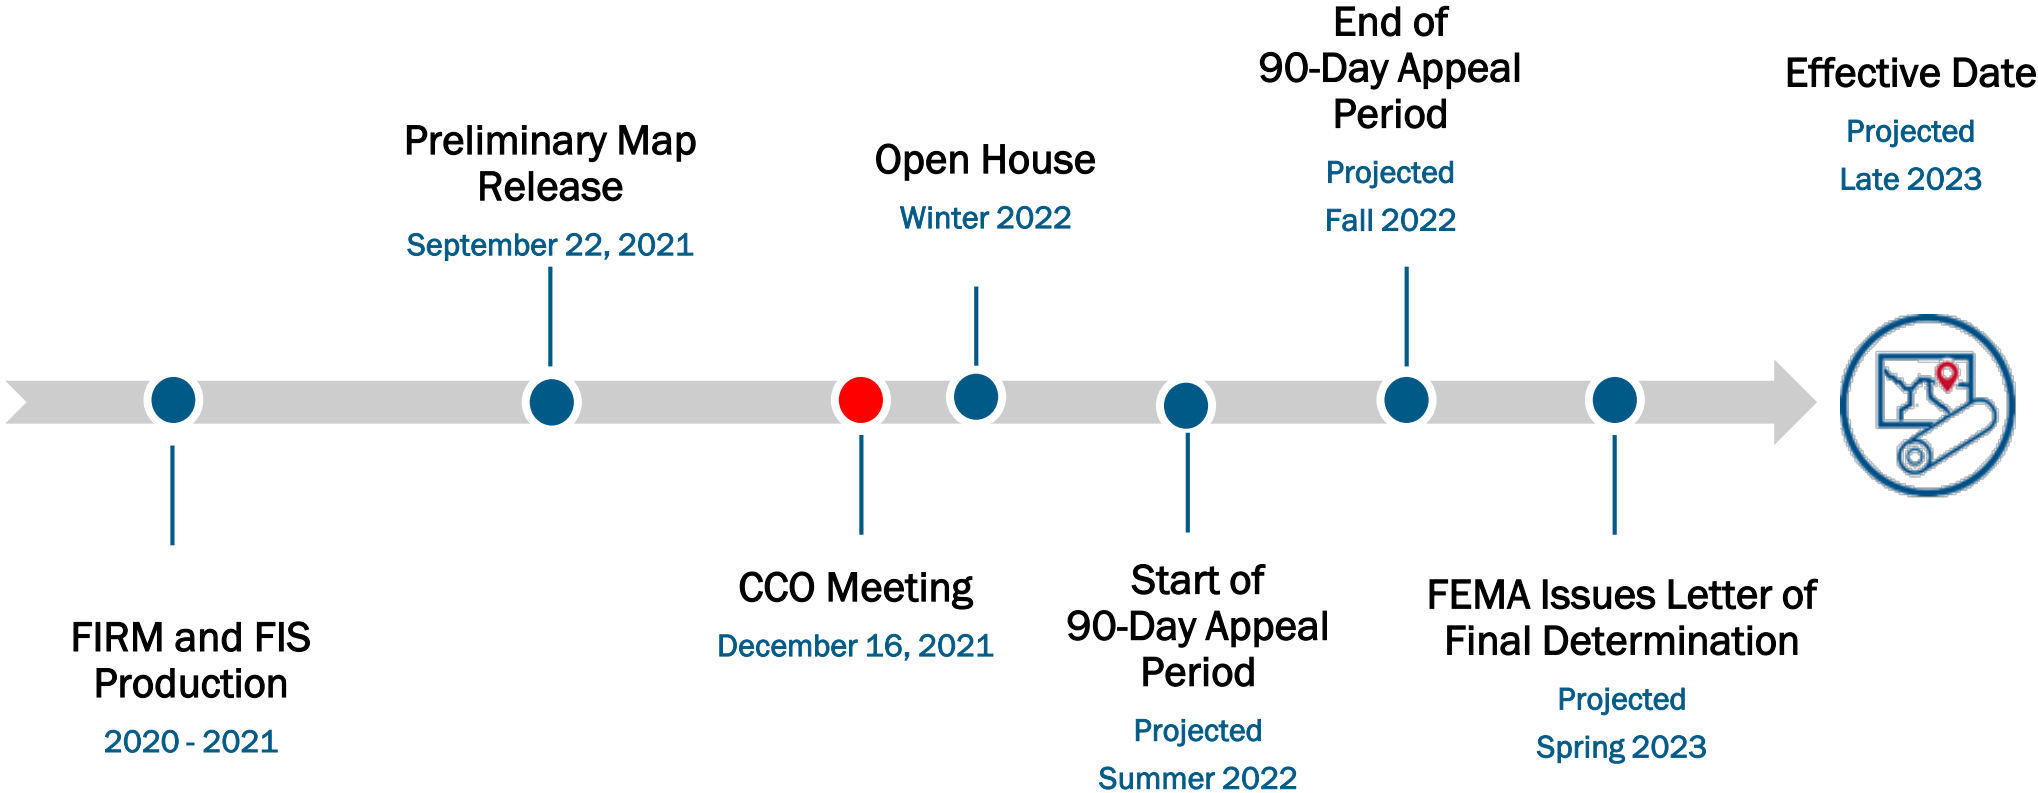 FIRM and FIS
Production
2020 - 2021
Preliminary Map
Release
September 22, 2021
CCO Meeting
December 16, 2021
Open House
Winter 2022
Start of
90-Day Appeal
Period
Projected
Summer 2022
End of
90-Day Appeal
Period
Projected
Fall 2022
FEMA Issues Letter of
Final Determination
Projected
Spring 2023
Effective Date
Projected
Late 2023